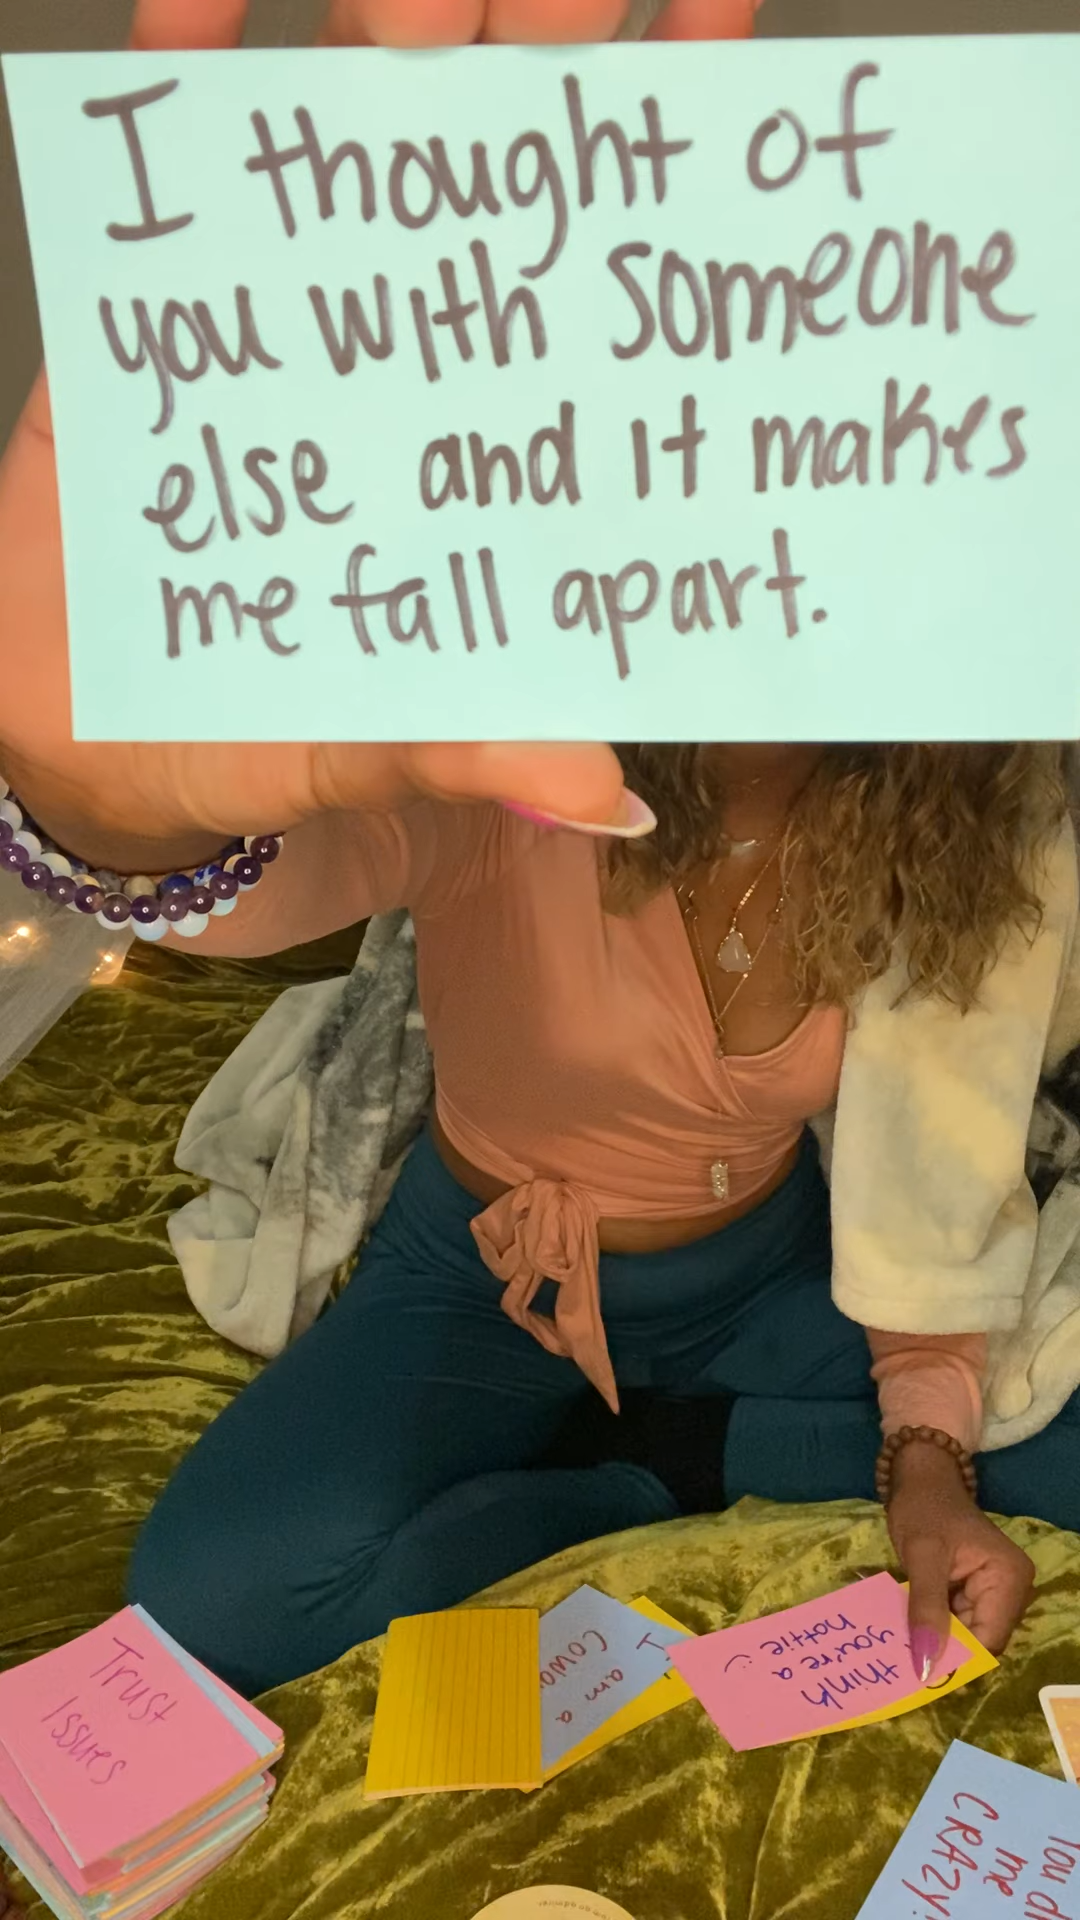 I thought of
you with someone
else and it makes
me fall apart.
Trust
Issues
I
am a
think
you're a
hottie :)
me
CRAZY!